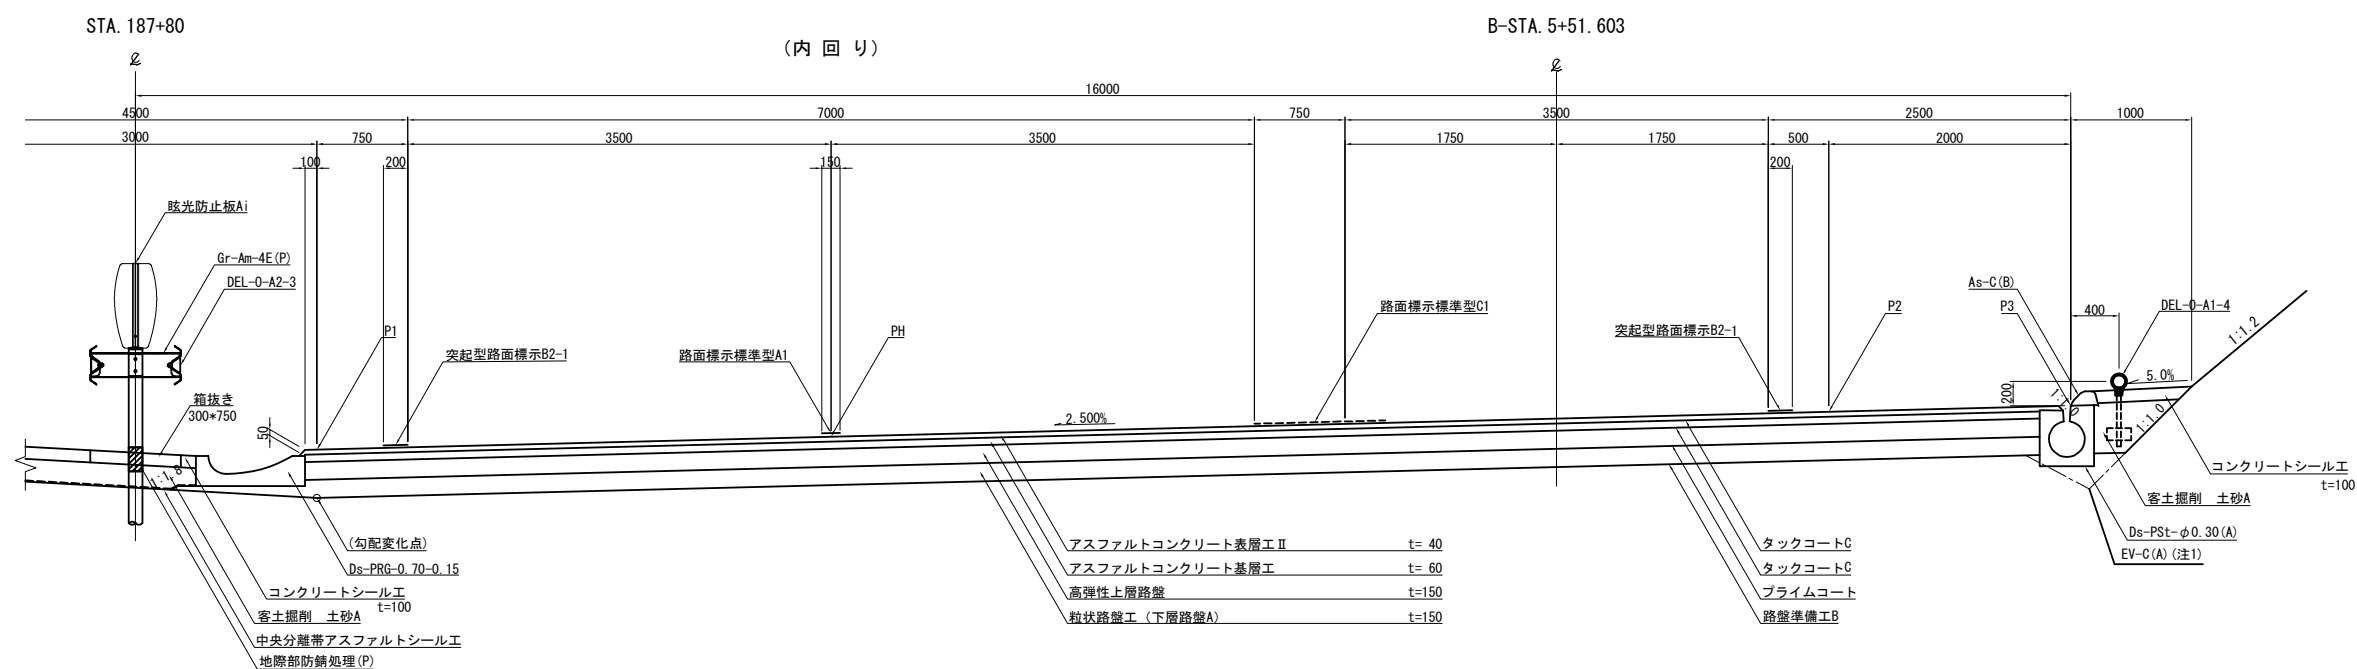 STA.187+80
B-STA.5+51.603
(内 回 り)
℄
℄
16000
4500
7000
750
3500
2500
1000
3000
750
3500
3500
1750
1750
500
2000
100
200
150
200
眩光防止板Ai
Gr-Am-4E(P)
DEL-O-A2-3
As-C(B)
DEL-O-A1-4
路面標示標準型C1
P2
P3
400
P1
PH
突起型路面標示B2-1
1:1.2
突起型路面標示B2-1
路面標示標準型A1
5.0%
箱抜き
300*750
200
50
2.500%
1:1.0
1:1.8
コンクリートシール工
t=100
客土掘削 土砂A
Ds-PSt-φ0.30(A)
EV-C(A)(注1)
(勾配変化点)
アスファルトコンクリート表層工Ⅱ t= 40
タックコートC
Ds-PRG-0.70-0.15
アスファルトコンクリート基層工 t= 60
タックコートC
コンクリートシール工
t=100
高弾性上層路盤 t=150
プライムコート
客土掘削 土砂A
粒状路盤工（下層路盤A） t=150
路盤準備工B
中央分離帯アスファルトシール工
地際部防錆処理(P)